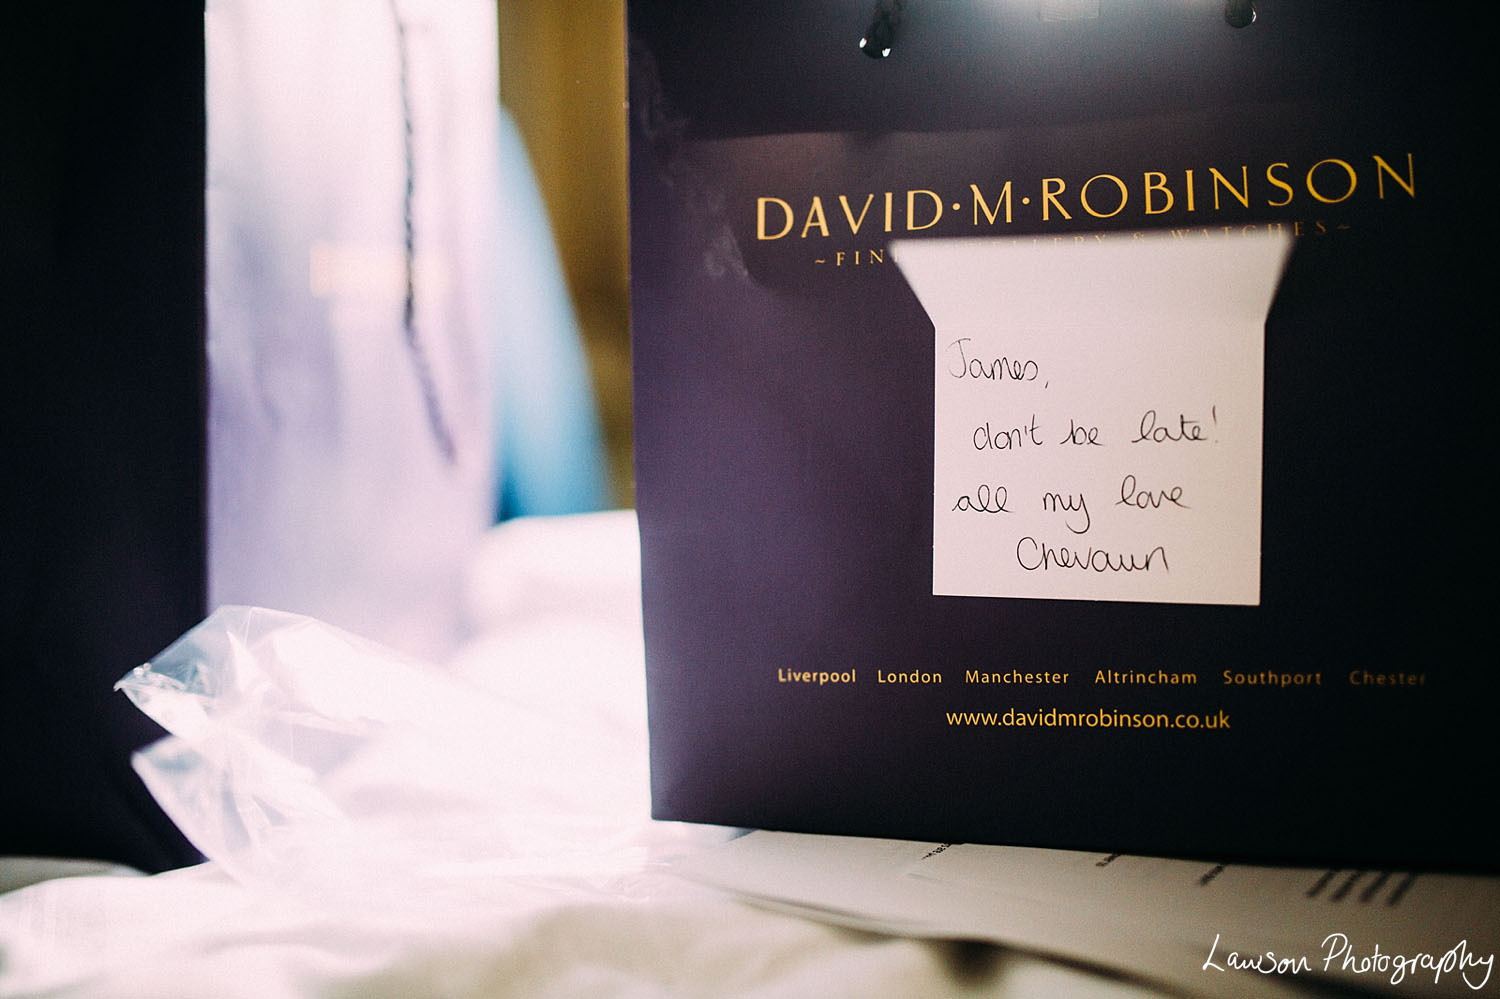 DAVID·M·ROBINSON
James,
don't be late!
all my love
Chevaun
Liverpool London Manchester Altrincham Southport Chester
www.davidmrobinson.co.uk
Lawson Photography